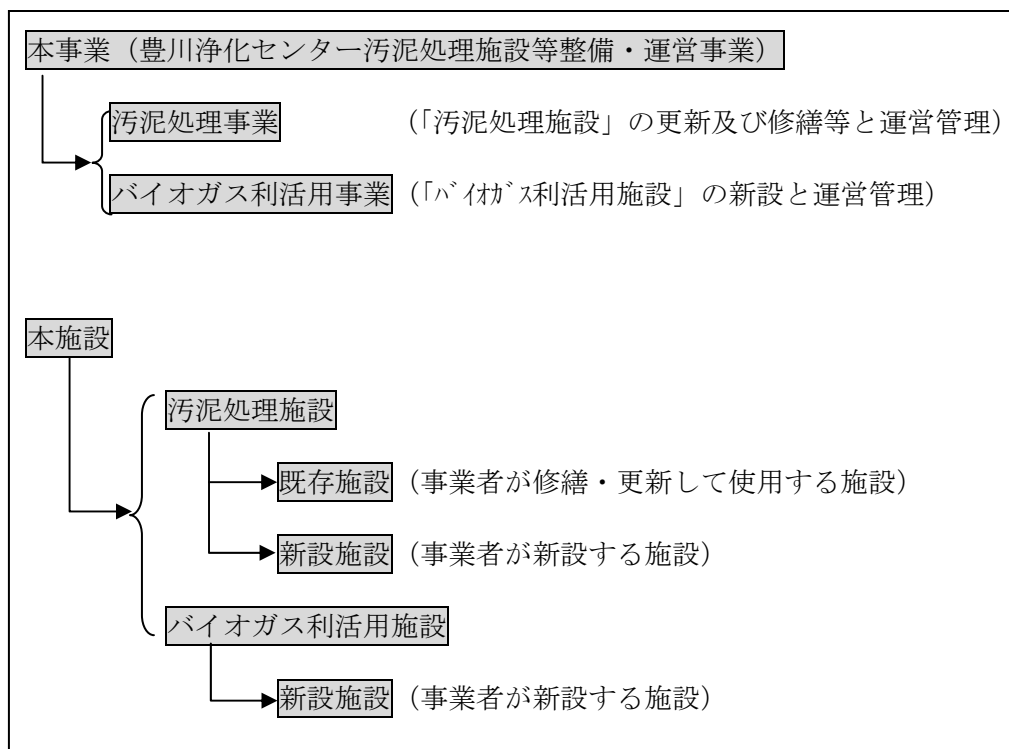 本事業（豊川浄化センター汚泥処理施設等整備・運営事業）
汚泥処理事業 （「汚泥処理施設」の更新及び修繕等と運営管理）
バイオガス利活用事業 （「ﾊﾞｲｵｶﾞｽ利活用施設」の新設と運営管理）
本施設
汚泥処理施設
既存施設 （事業者が修繕・更新して使用する施設）
新設施設 （事業者が新設する施設）
バイオガス利活用施設
新設施設 （事業者が新設する施設）